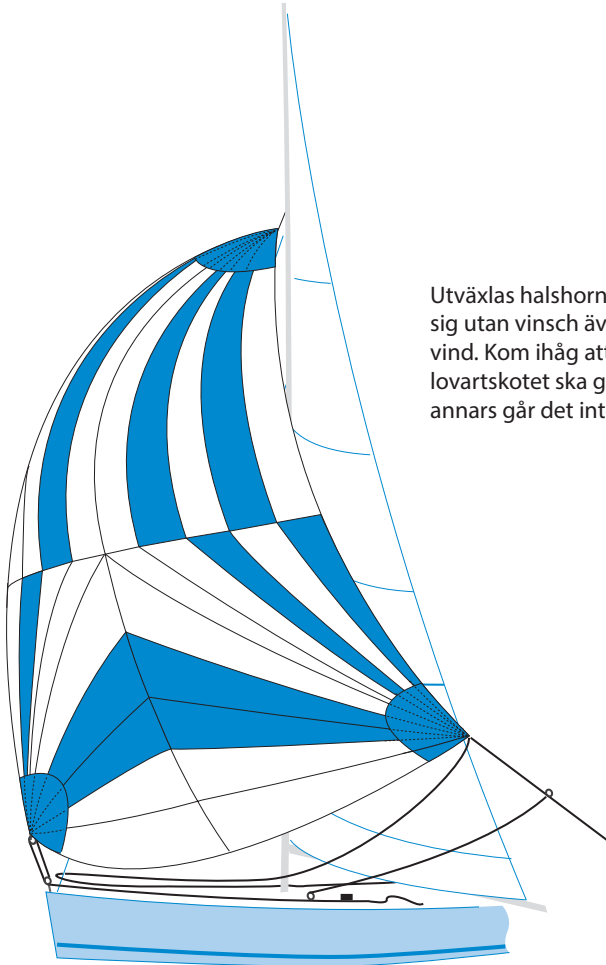 Utväxlas halshorn
sig utan vinsch äv
vind. Kom ihåg att
lovartskotet ska g
annars går det int